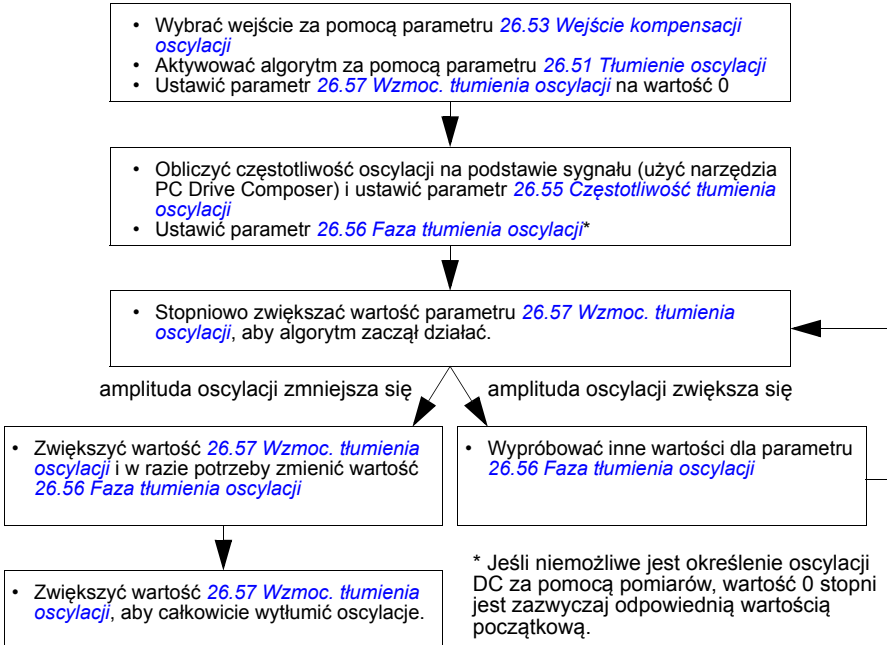 • Wybrać wejście za pomocą parametru 26.53 Wejście kompensacji
oscylacji
• Aktywować algorytm za pomocą parametru 26.51 Tłumienie oscylacji
• Ustawić parametr 26.57 Wzmoc. tłumienia oscylacji na wartość 0
• Obliczyć częstotliwość oscylacji na podstawie sygnału (użyć narzędzia
PC Drive Composer) i ustawić parametr 26.55 Częstotliwość tłumienia
oscylacji
• Ustawić parametr 26.56 Faza tłumienia oscylacji*
• Stopniowo zwiększać wartość parametru 26.57 Wzmoc. tłumienia
oscylacji, aby algorytm zaczął działać.
amplituda oscylacji zmniejsza się
amplituda oscylacji zwiększa się
• Zwiększyć wartość 26.57 Wzmoc. tłumienia
oscylacji i w razie potrzeby zmienić wartość
26.56 Faza tłumienia oscylacji
• Wypróbować inne wartości dla parametru
26.56 Faza tłumienia oscylacji
• Zwiększyć wartość 26.57 Wzmoc. tłumienia
oscylacji, aby całkowicie wytłumić oscylacje.
* Jeśli niemożliwe jest określenie oscylacji
DC za pomocą pomiarów, wartość 0 stopni
jest zazwyczaj odpowiednią wartością
początkową.